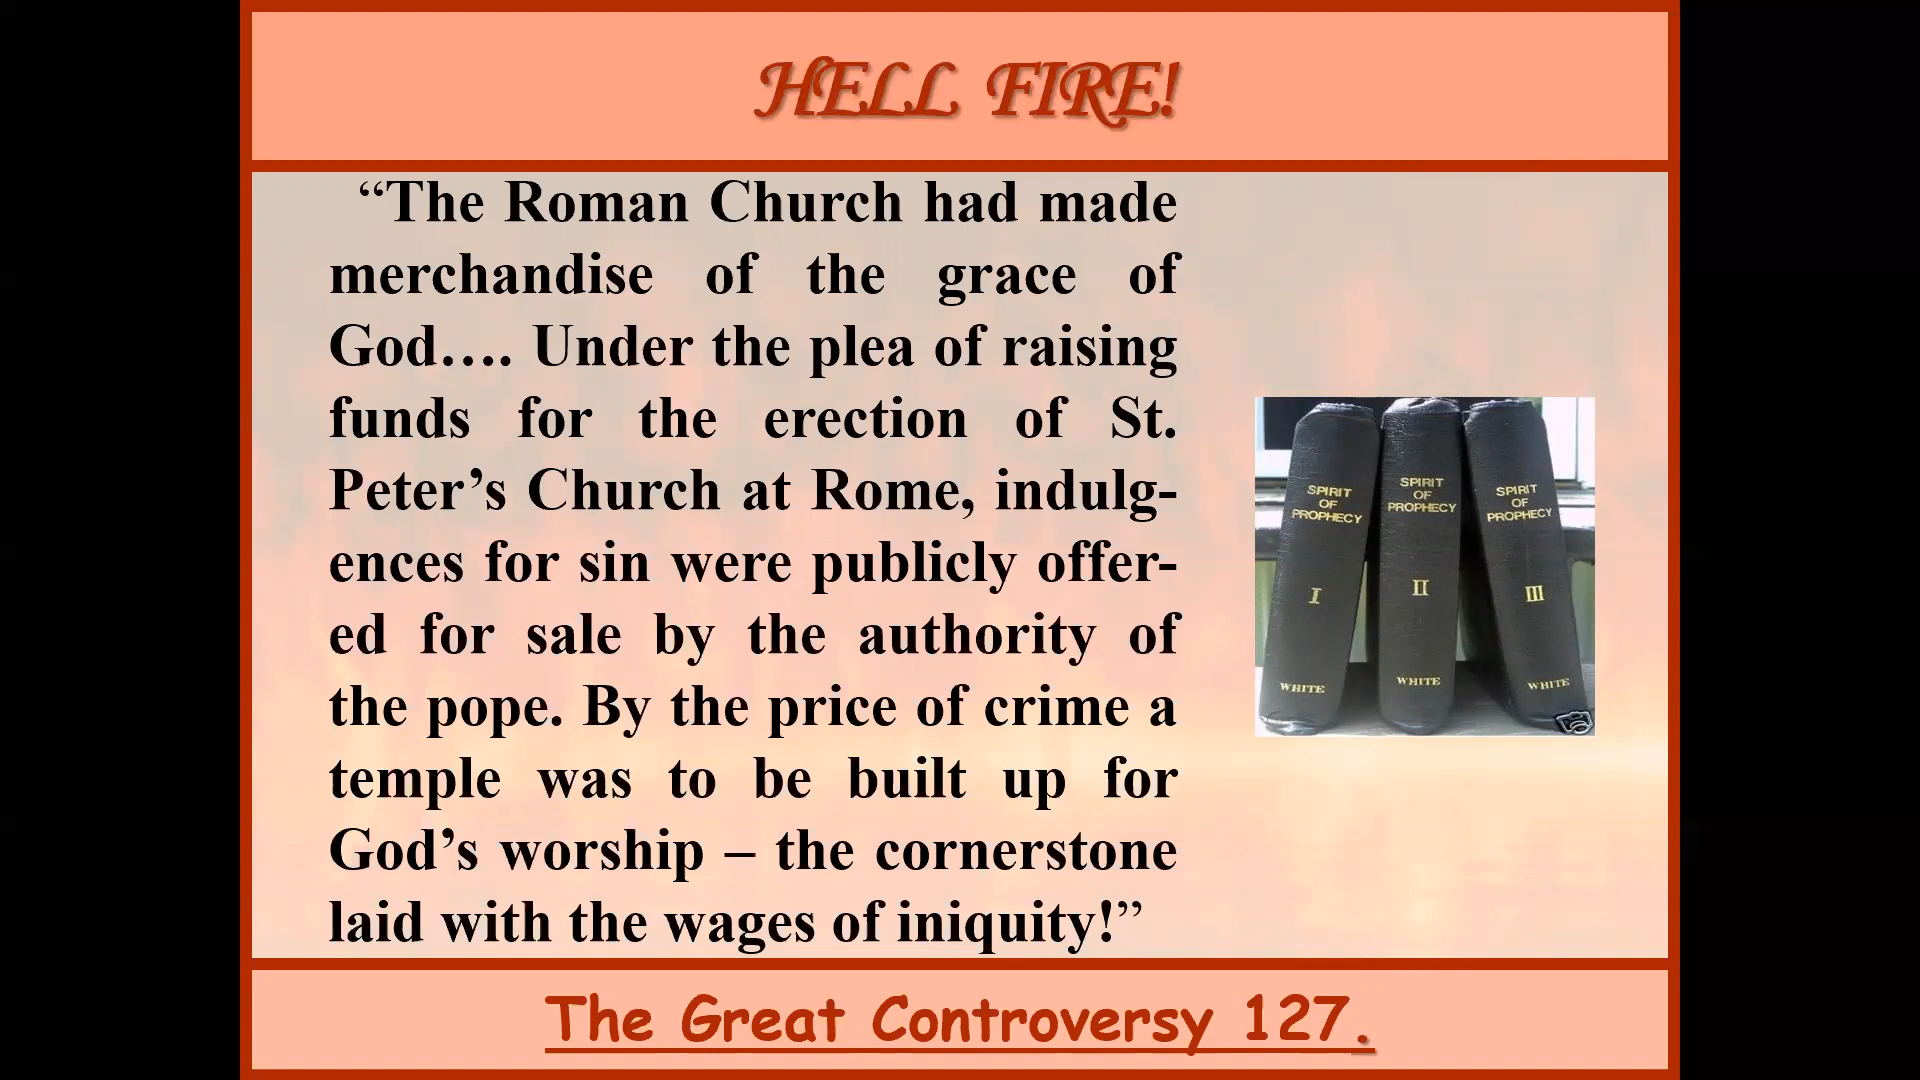 HELL FIRE!
“The Roman Church had made
merchandise of the grace of
God…. Under the plea of raising
funds for the erection of St.
Peter’s Church at Rome, indulg-
ences for sin were publicly offer-
ed for sale by the authority of
the pope. By the price of crime a
temple was to be built up for
God’s worship – the cornerstone
laid with the wages of iniquity!”
SPIRIT
OF
PROPHECY
I
WHITE
SPIRIT
OF
PROPHECY
II
WHITE
SPIRIT
OF
PROPHECY
III
WHITE
The Great Controversy 127.